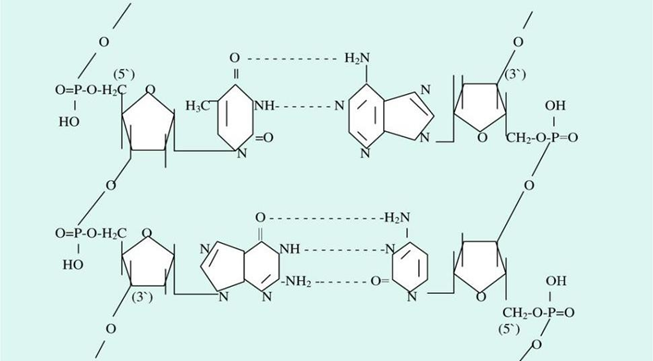 O O
O H₂N
(5`) (3`)
O=P-O-H₂C O H₃C NH N N N OH
HO =O N O CH₂-O-P=O
N N
O O
O H₂N
O=P-O-H₂C O N NH N
HO -NH₂ O= OH
(3`) N N N O
CH₂-O-P=O
O (5`)
O